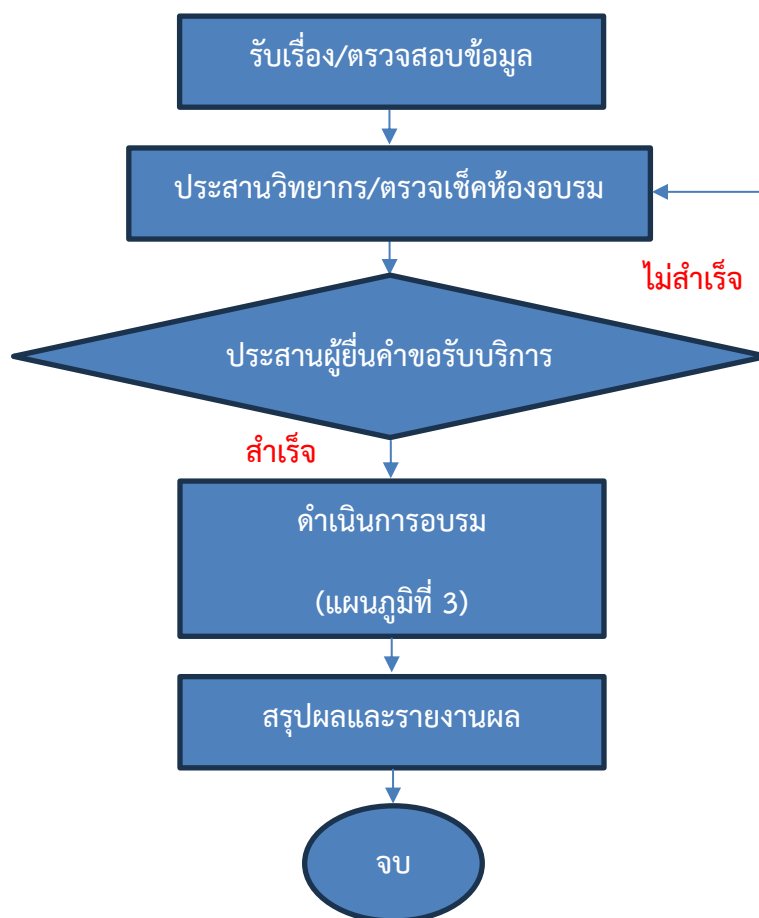 รับเรื่อง/ตรวจสอบข้อมูล
ประสานวิทยากร/ตรวจเช็คห้องอบรม
ไม่สำเร็จ
ประสานผู้ยื่นคำขอรับบริการ
สำเร็จ
ดำเนินการอบรม
(แผนภูมิที่ 3)
สรุปผลและรายงานผล
จบ